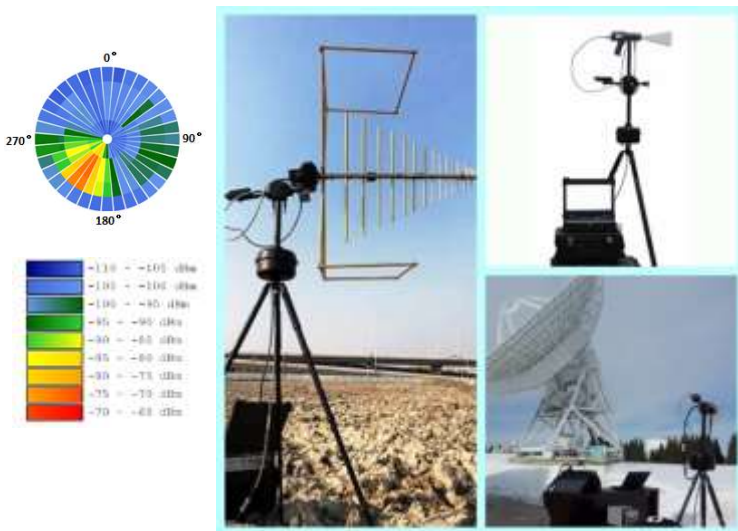 0°
270°
90°
180°
-110 - -105 dBm
-105 - -100 dBm
-100 - -95 dBm
-95 - -90 dBm
-90 - -85 dBm
-85 - -80 dBm
-80 - -75 dBm
-75 - -70 dBm
-70 - -65 dBm